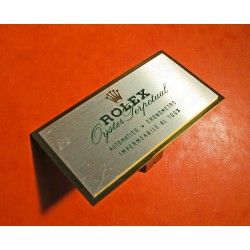 ROLEX
Oyster Perpetual
AUTOMATICO • CRONOMETRO
IMPERMEABILE AL 100%